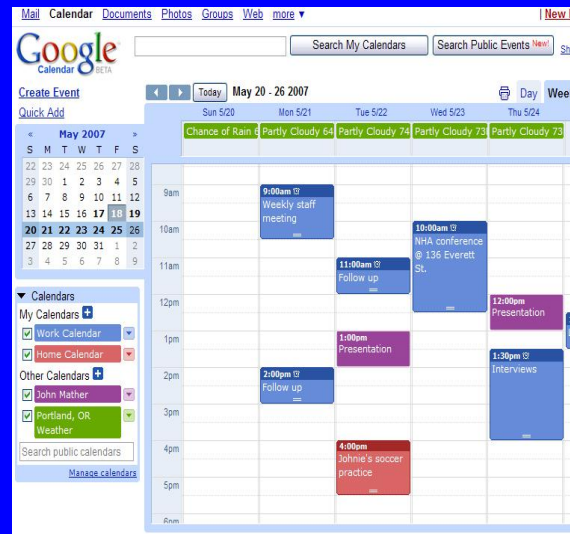 Mail Calendar Documents Photos Groups Web more ▼ | New
Google
Calendar BETA
Search My Calendars Search Public Events New!
Create Event
Quick Add
Today May 20 - 26 2007 Day
Sun 5/20 Mon 5/21 Tue 5/22 Wed 5/23 Thu 5/24
Chance of Rain 6 Partly Cloudy 64 Partly Cloudy 74 Partly Cloudy 73 Partly Cloudy 73
« May 2007 »
S M T W T F S
22 23 24 25 26 27 28
29 30 1 2 3 4 5
6 7 8 9 10 11 12
13 14 15 16 17 18 19
20 21 22 23 24 25 26
27 28 29 30 31 1 2
3 4 5 6 7 8 9
▼ Calendars
My Calendars +
Work Calendar
Home Calendar
Other Calendars +
John Mather
Portland, OR
Weather
Search public calendars
Manage calendars
9am
10am
11am
12pm
1pm
2pm
3pm
4pm
5pm
6pm
9:00am
Weekly staff
meeting
2:00pm
Follow up
11:00am
Follow up
1:00pm
Presentation
4:00pm
Johnie's soccer
practice
10:00am
NHA conference
@ 136 Everett
St.
12:00pm
Presentation
1:30pm
Interviews